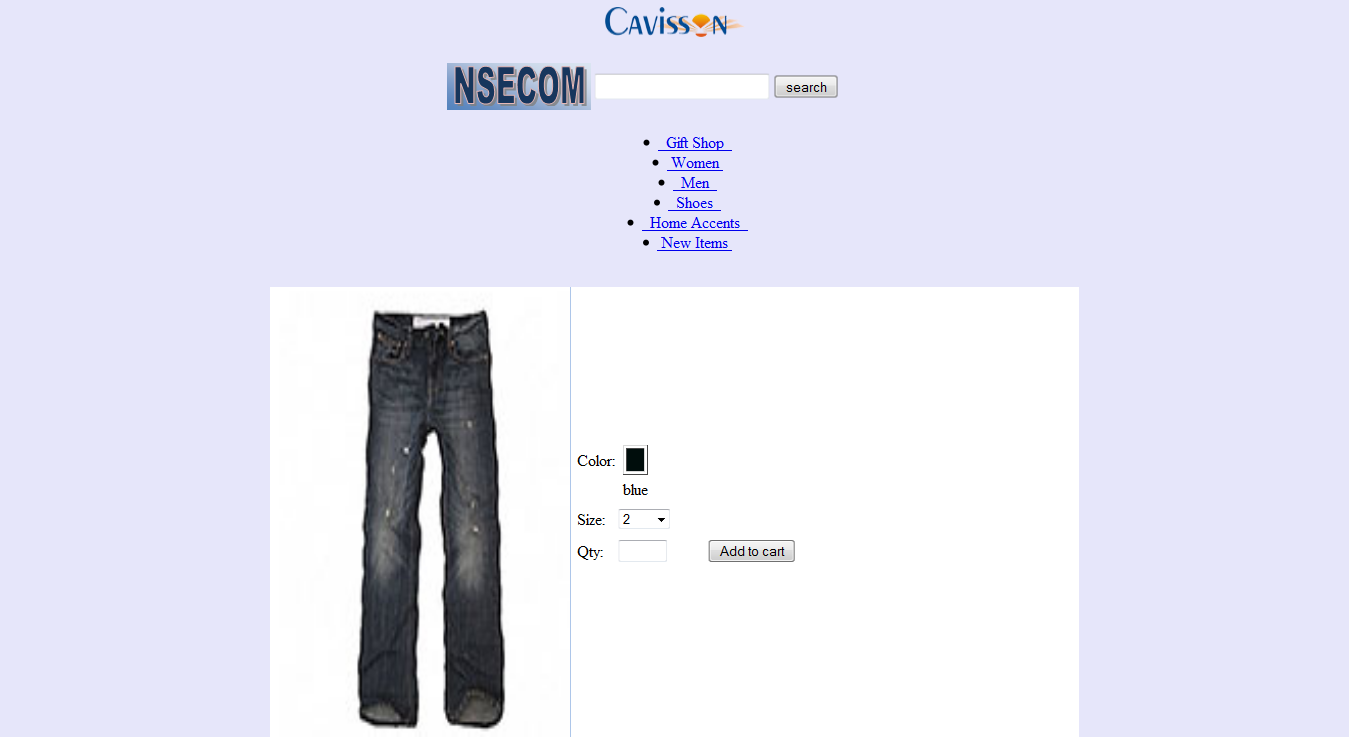 CAVISSON
NSECOM search
Gift Shop
Women
Men
Shoes
Home Accents
New Items
Color:
blue
Size: 2
Qty: Add to cart